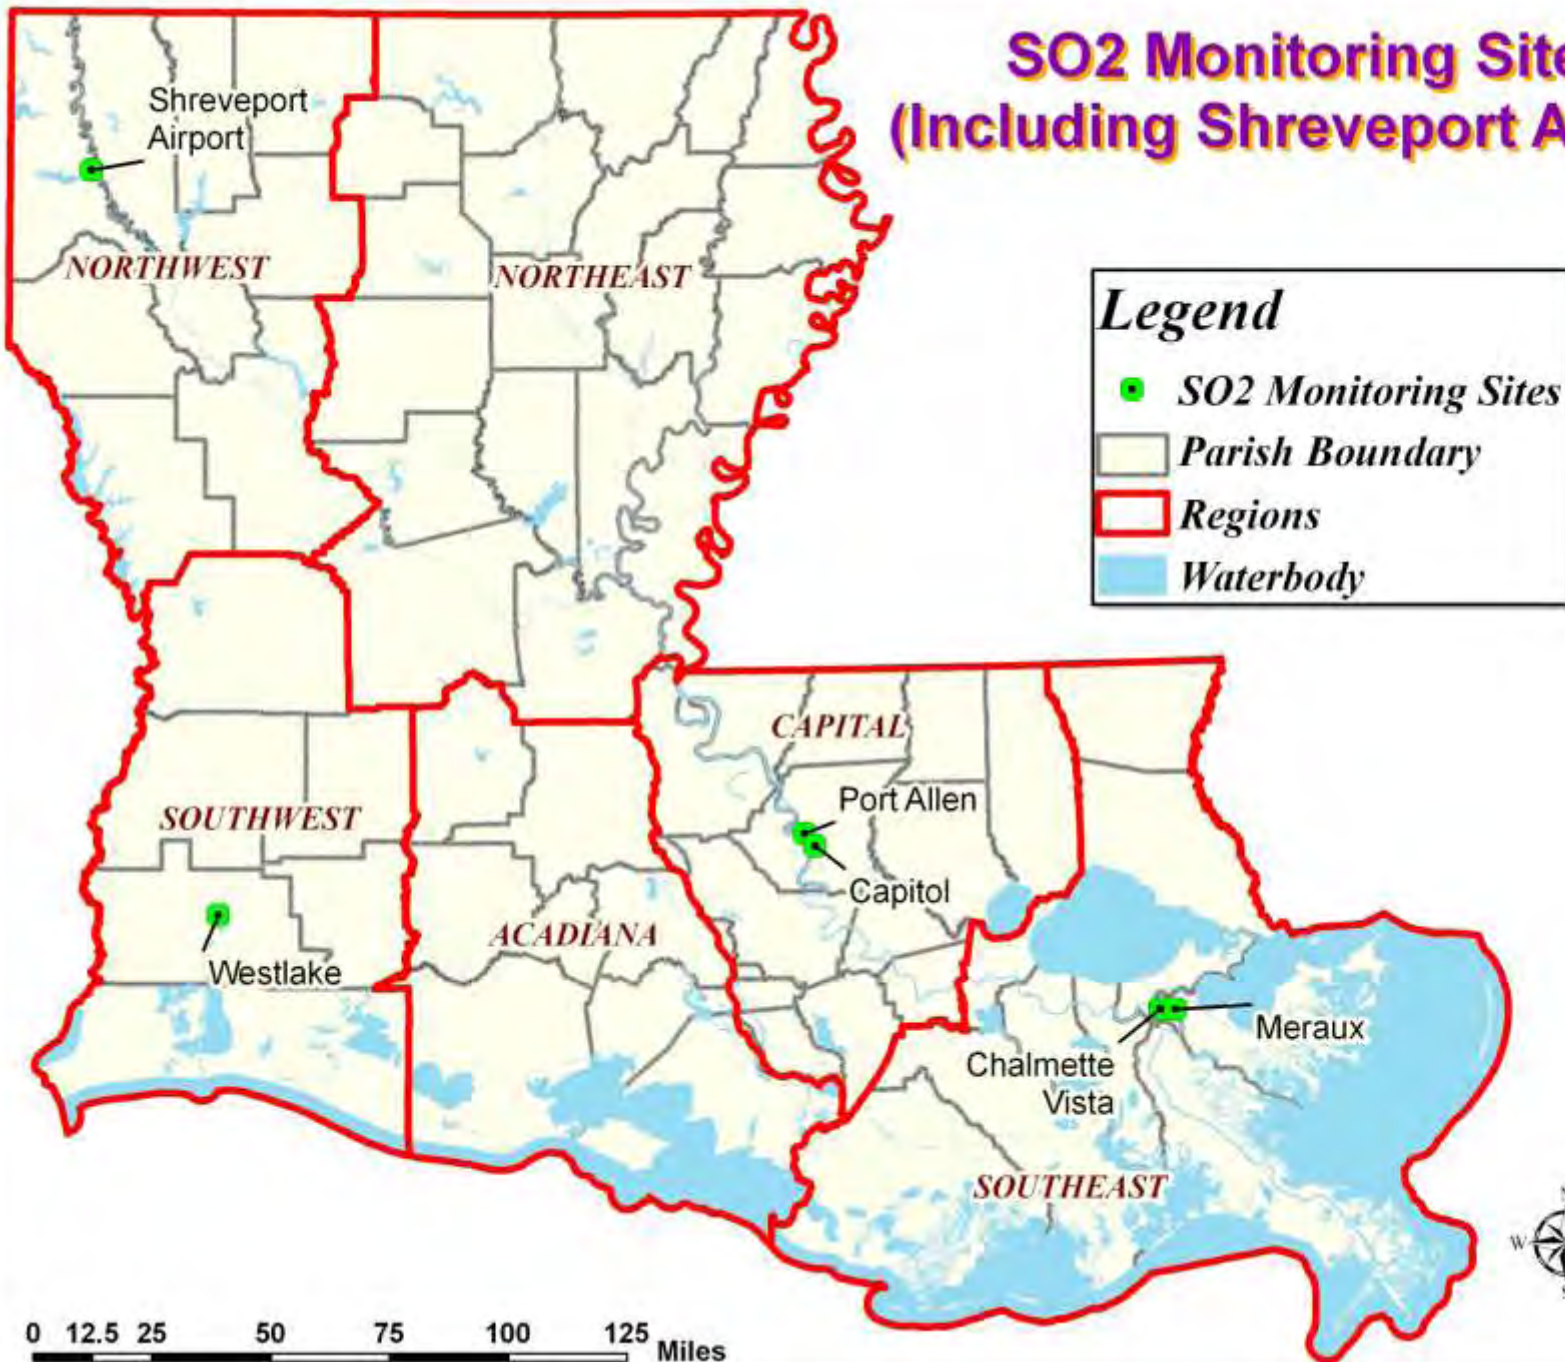 SO2 Monitoring Site
(Including Shreveport A
Shreveport
Airport
NORTHWEST
NORTHEAST
Legend
SO2 Monitoring Sites
Parish Boundary
Regions
Waterbody
CAPITAL
Port Allen
SOUTHWEST
Capitol
ACADIANA
Westlake
Meraux
Chalmette
Vista
SOUTHEAST
W
0 12.5 25 50 75 100 125
Miles